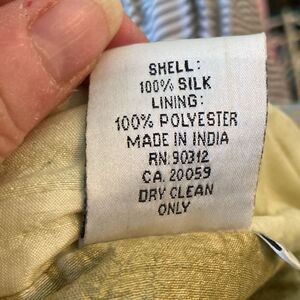 SHELL:
100% SILK
LINING:
100% POLYESTER
MADE IN INDIA
RN:90312
CA. 20059
DRY CLEAN
ONLY